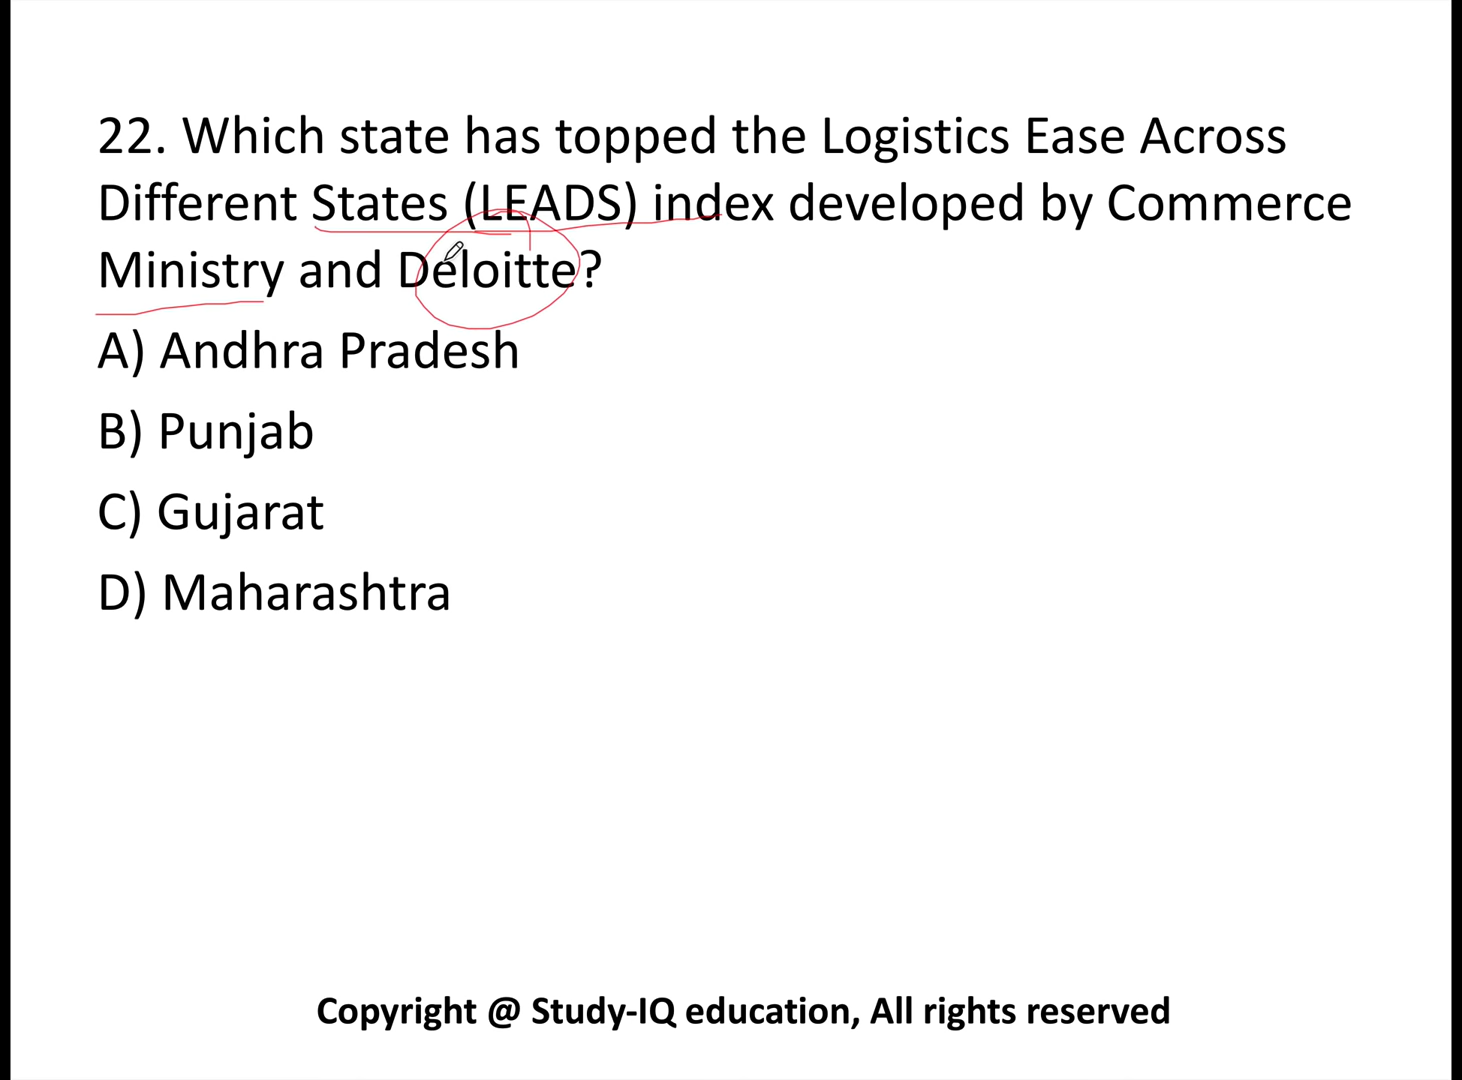 22. Which state has topped the Logistics Ease Across
Different States (LEADS) index developed by Commerce
Ministry and Deloitte?
A) Andhra Pradesh
B) Punjab
C) Gujarat
D) Maharashtra
Copyright @ Study-IQ education, All rights reserved